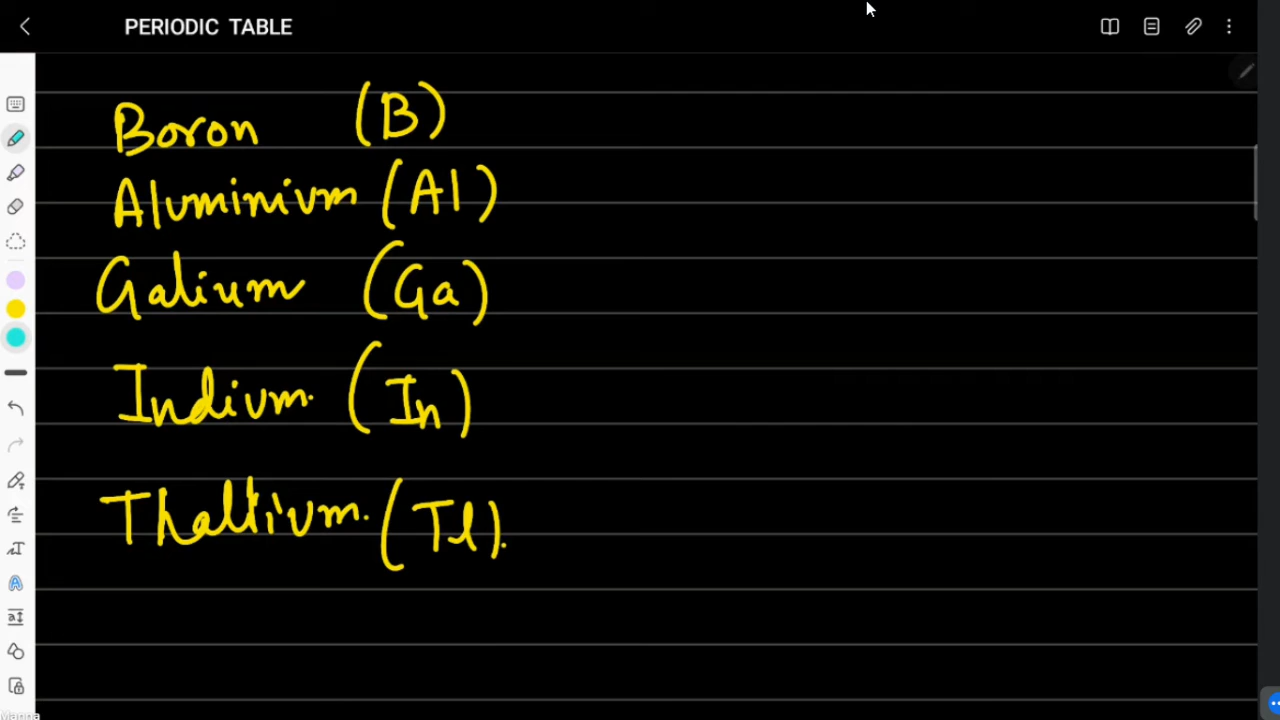 PERIODIC TABLE
Boron (B)
Aluminium (Al)
Galium (Ga)
Indium. (In)
Thallium. (Tl).